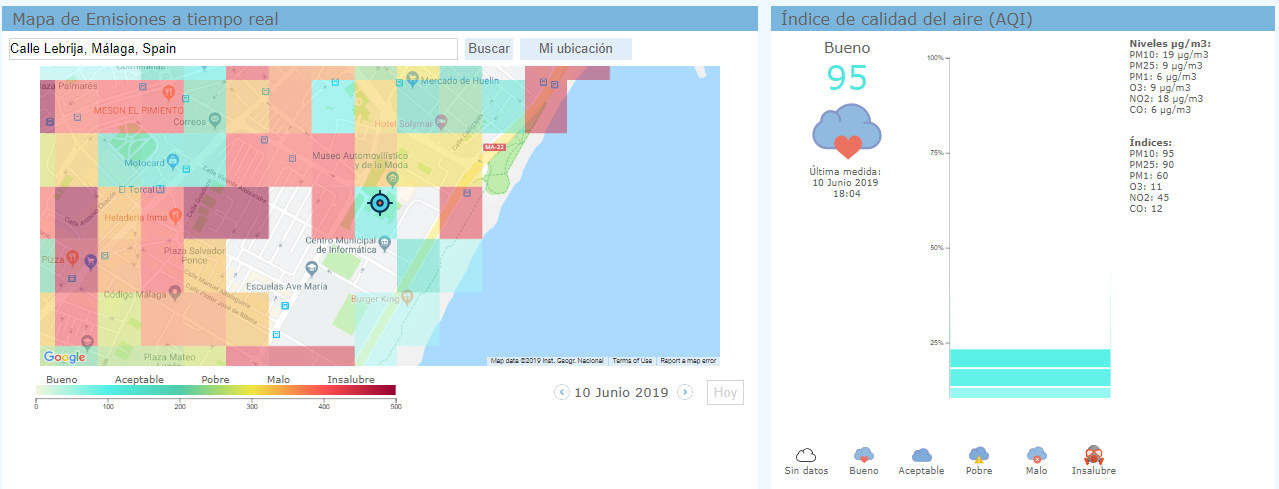 Mapa de Emisiones a tiempo real
Calle Lebrija, Málaga, Spain
Buscar
Mi ubicación
Mercado de Huelin
aza Palmarés
MESON EL PIMIENTO
Correos
Hotel Solymar
MA-22
Museo Automovilístico
y de la Moda
Motocard
El Torcal
Calle Vicente Aleixandre
Heladeria Inma
Centro Municipal
de Informática
Plaza Salvador
Ponce
Pizza
Escuelas Ave María
Código Málaga
Burger King
Plaza Mateo
Google
Map data ©2019 Inst. Geogr. Nacional
Terms of Use
Report a map error
Bueno
Aceptable
Pobre
Malo
Insalubre
0
100
200
300
400
500
10 Junio 2019
Hoy
Índice de calidad del aire (AQI)
Bueno
95
Última medida:
10 Junio 2019
18:04
100%
75%
50%
25%
Niveles µg/m3:
PM10: 19 µg/m3
PM25: 9 µg/m3
PM1: 6 µg/m3
O3: 9 µg/m3
NO2: 18 µg/m3
CO: 6 µg/m3
Índices:
PM10: 95
PM25: 90
PM1: 60
O3: 11
NO2: 45
CO: 12
Sin datos
Bueno
Aceptable
Pobre
Malo
Insalubre